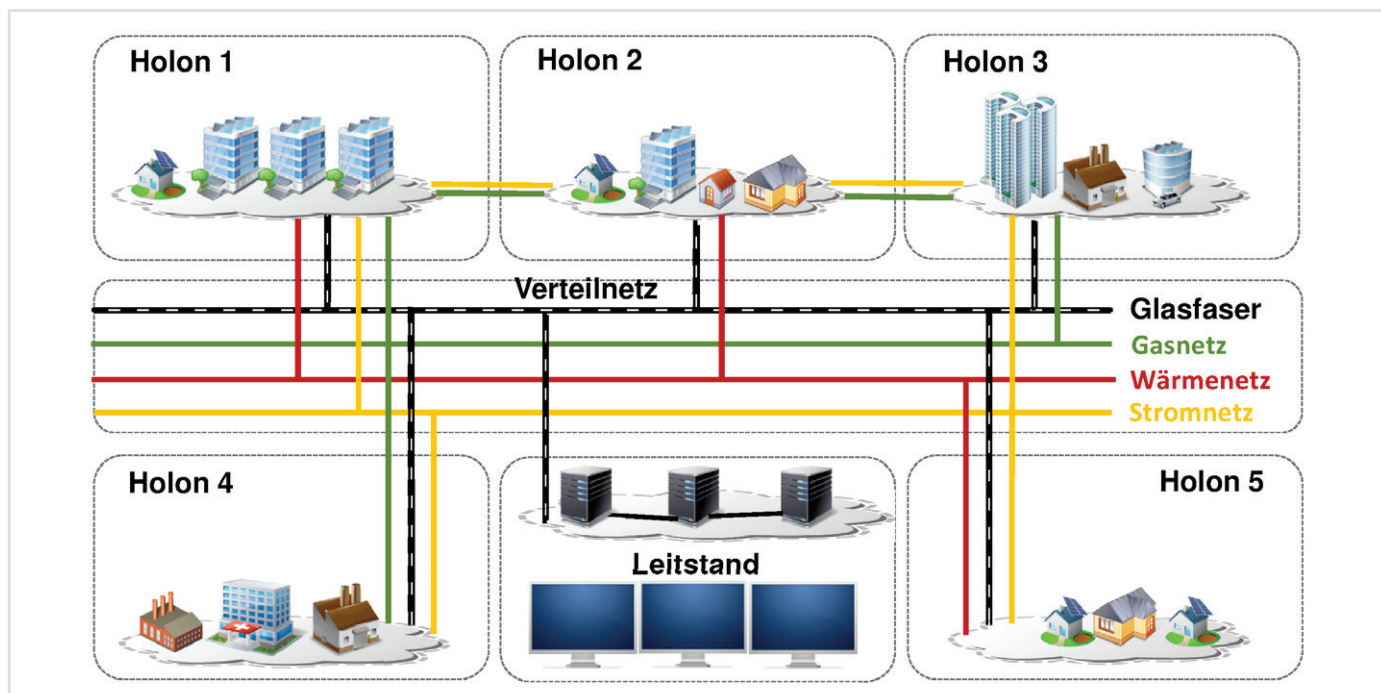 Holon 1
Holon 2
Holon 3
Verteilnetz
Glasfaser
Gasnetz
Wärmenetz
Stromnetz
Holon 4
Holon 5
Leitstand